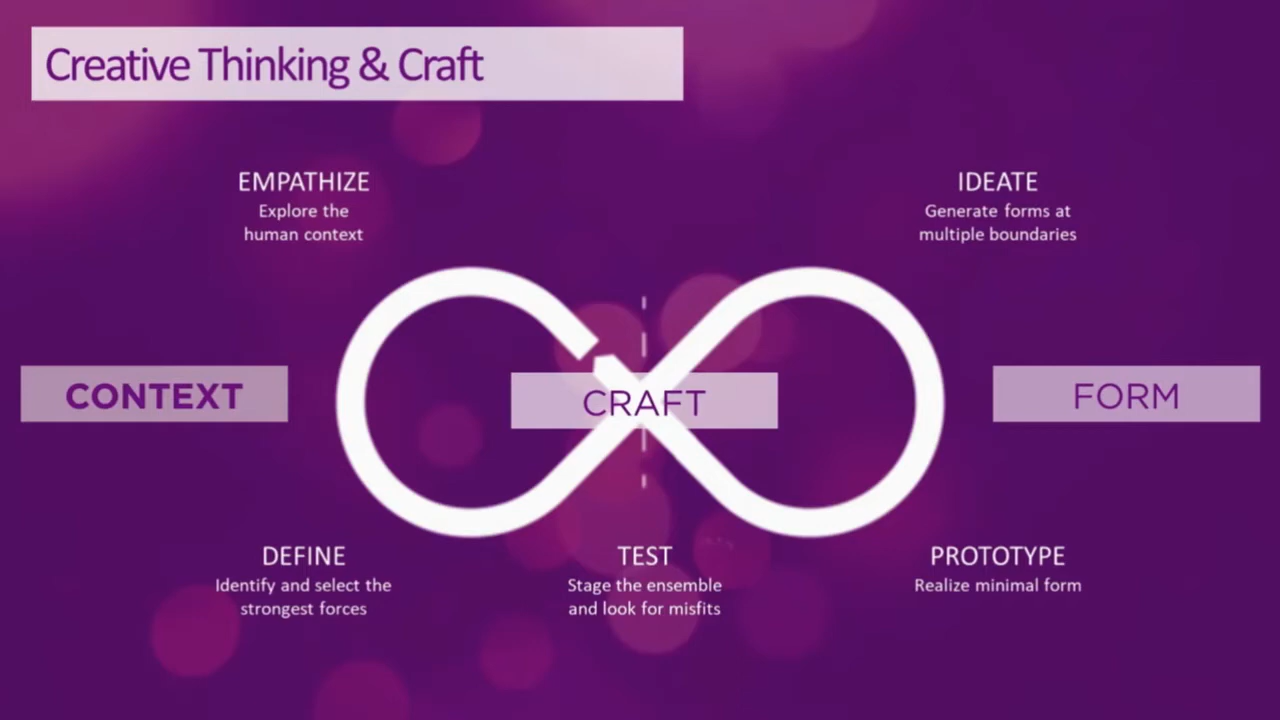 Creative Thinking & Craft
EMPATHIZE
Explore the
human context
IDEATE
Generate forms at
multiple boundaries
CONTEXT
CRAFT
FORM
DEFINE
Identify and select the
strongest forces
TEST
Stage the ensemble
and look for misfits
PROTOTYPE
Realize minimal form